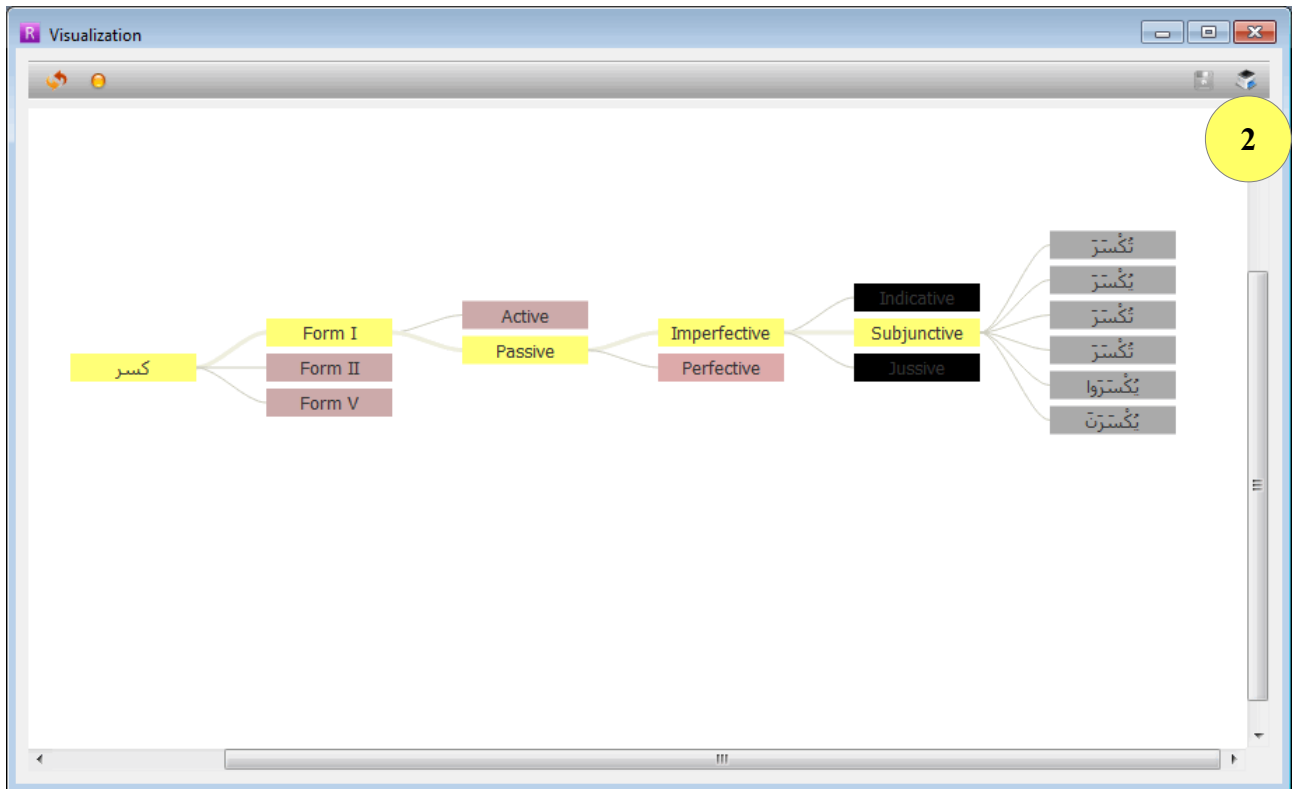 Visualization
2
كسر
Form I
Form II
Form V
Active
Passive
Imperfective
Perfective
Indicative
Subjunctive
Jussive
تُكْسَرَ
يُكْسَرَ
تُكْسَرَ
تُكْسَرَ
يُكْسَرَوا
يُكْسَرَنَ